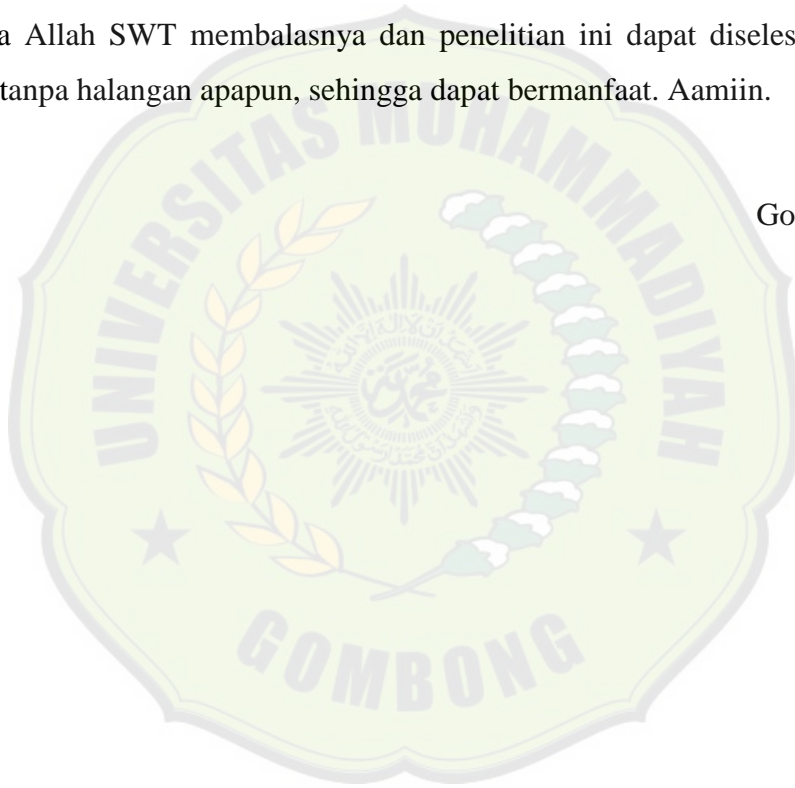 a Allah SWT membalasnya dan penelitian ini dapat diseles
tanpa halangan apapun, sehingga dapat bermanfaat. Aamiin.
Go
UNIVERSITAS MUHAMMADIYAH
GOMBONG